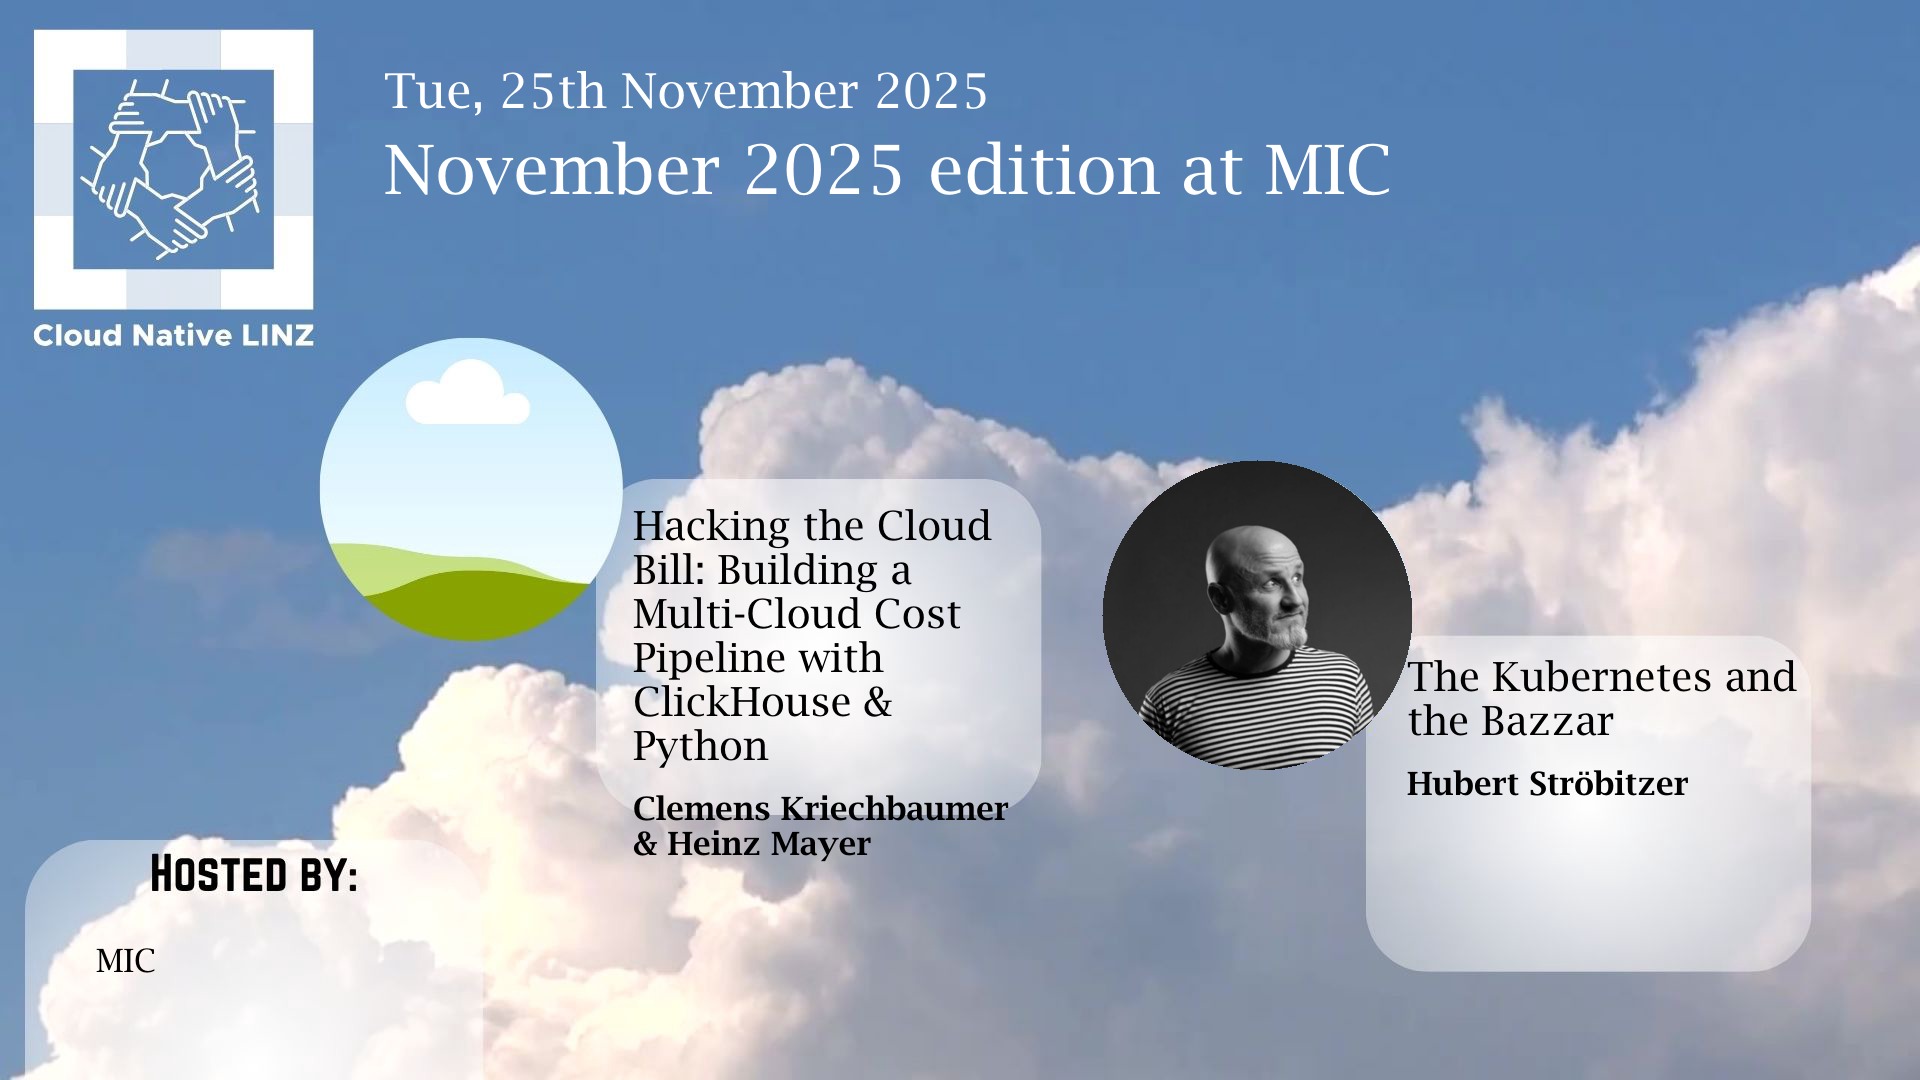 Tue, 25th November 2025
November 2025 edition at MIC
Cloud Native LINZ
Hacking the Cloud
Bill: Building a
Multi-Cloud Cost
Pipeline with
ClickHouse &
Python
Clemens Kriechbaumer
& Heinz Mayer
The Kubernetes and
the Bazzar
Hubert Ströbitzer
HOSTED BY:
MIC